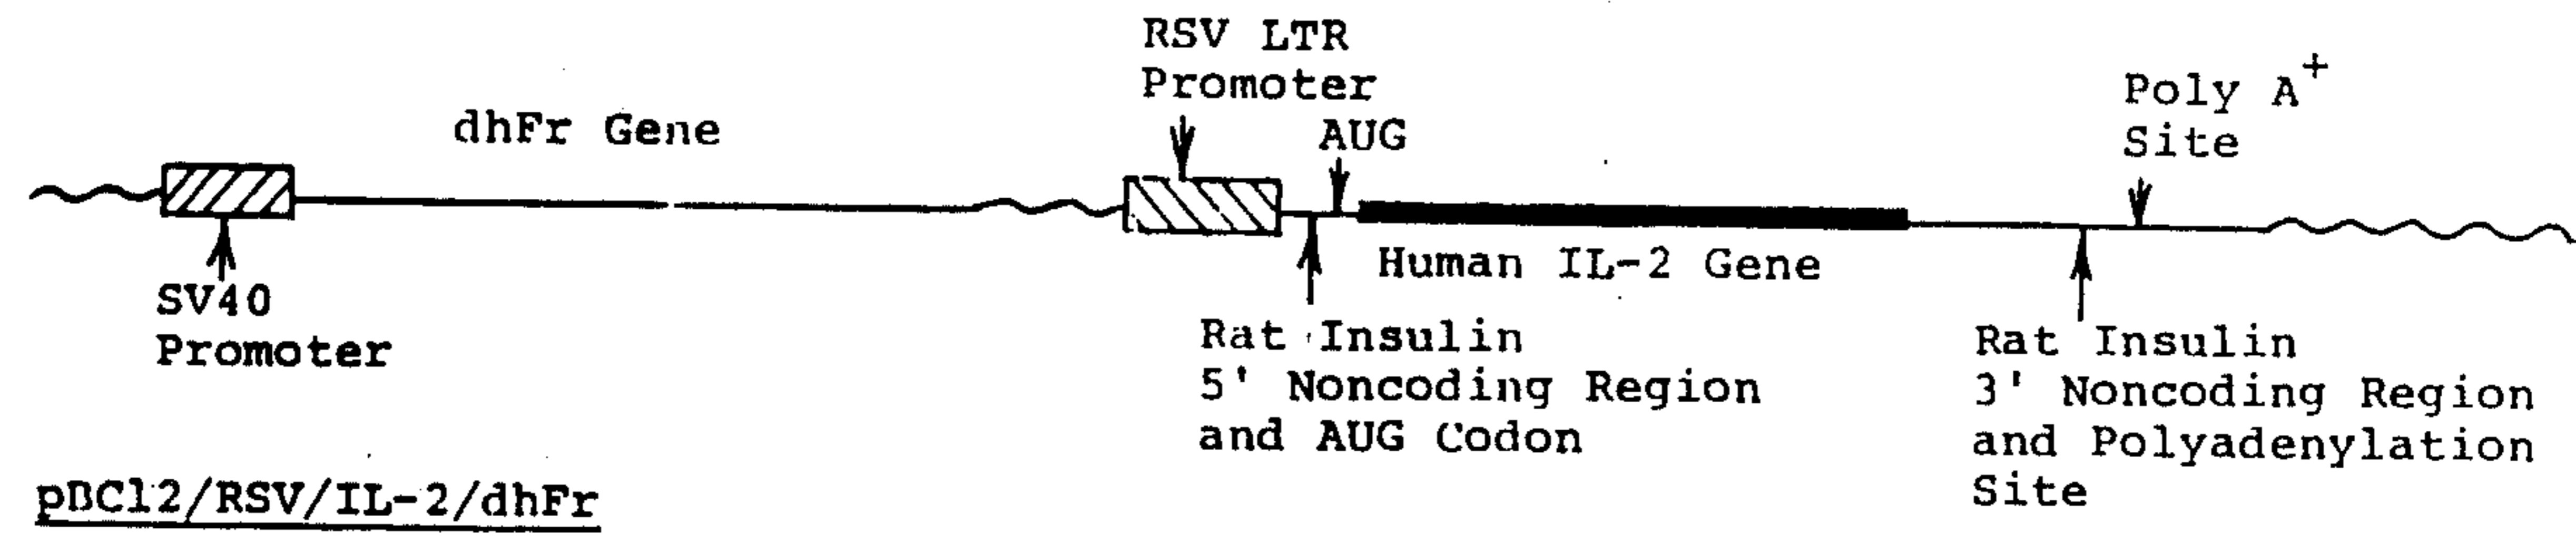 RSV LTR
Promoter
dhFr Gene
AUG
Poly A+
Site
SV40
Promoter
Human IL-2 Gene
Rat Insulin
5' Noncoding Region
and AUG Codon
Rat Insulin
3' Noncoding Region
and Polyadenylation
Site
pBC12/RSV/IL-2/dhFr